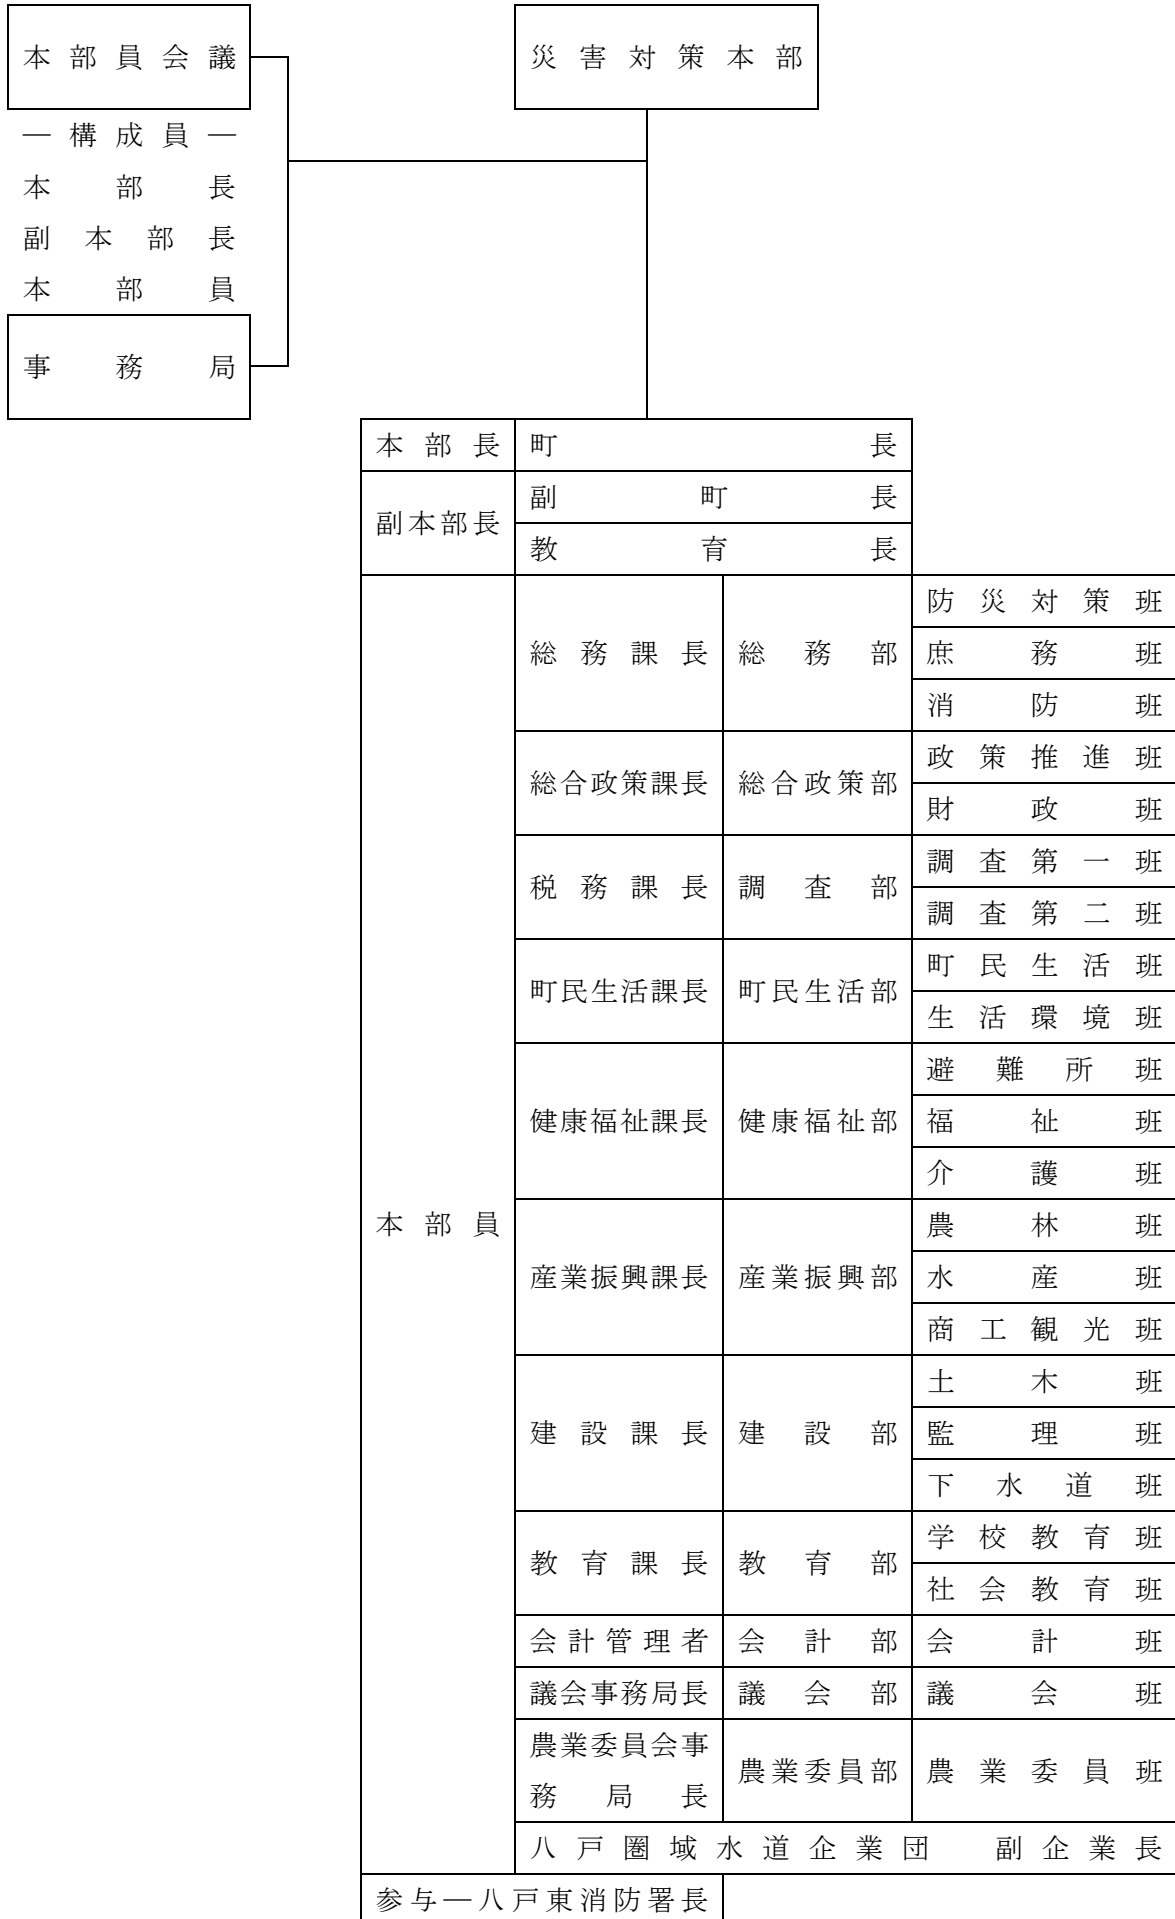 本部員会議
災害対策本部
―構成員―
本部長
副本部長
本部員
事務局
本部長 町長
副本部長 副町長
教育長
本部員
総務課長 総務部 防災対策班
庶務班
消防班
総合政策課長 総合政策部 政策推進班
財政班
税務課長 調査部 調査第一班
調査第二班
町民生活課長 町民生活部 町民生活班
生活環境班
健康福祉課長 健康福祉部 避難所班
福祉班
介護班
産業振興課長 産業振興部 農林班
水産班
商工観光班
建設課長 建設部 土木班
監理班
下水道班
教育課長 教育部 学校教育班
社会教育班
会計管理者 会計部 会計班
議会事務局長 議会部 議会班
農業委員会事
務局長 農業委員部 農業委員班
八戸圏域水道企業団 副企業長
参与―八戸東消防署長